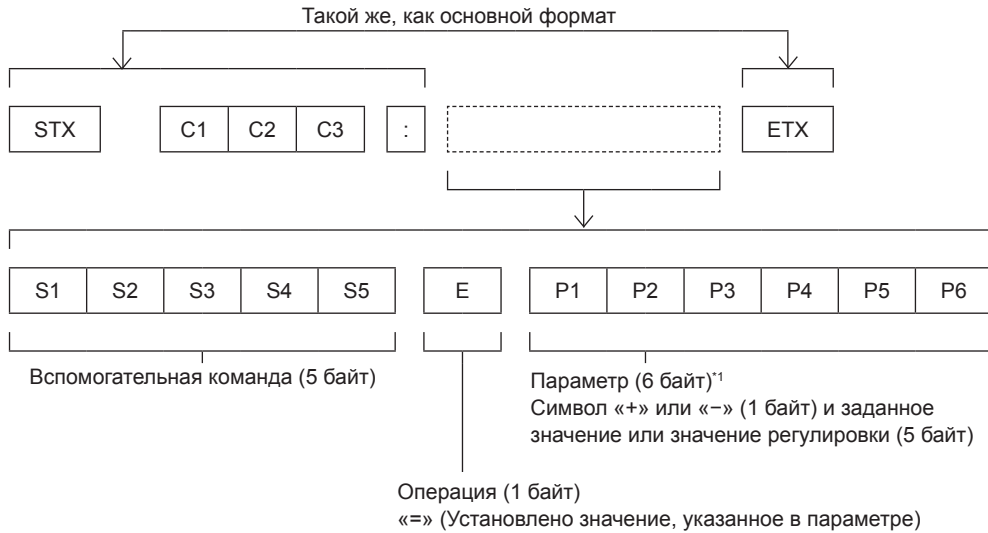 Такой же, как основной формат
STX C1 C2 C3 : ETX
S1 S2 S3 S4 S5 E P1 P2 P3 P4 P5 P6
Вспомогательная команда (5 байт)
Параметр (6 байт)*1
Символ «+» или «−» (1 байт) и заданное
значение или значение регулировки (5 байт)
Операция (1 байт)
«=» (Установлено значение, указанное в параметре)